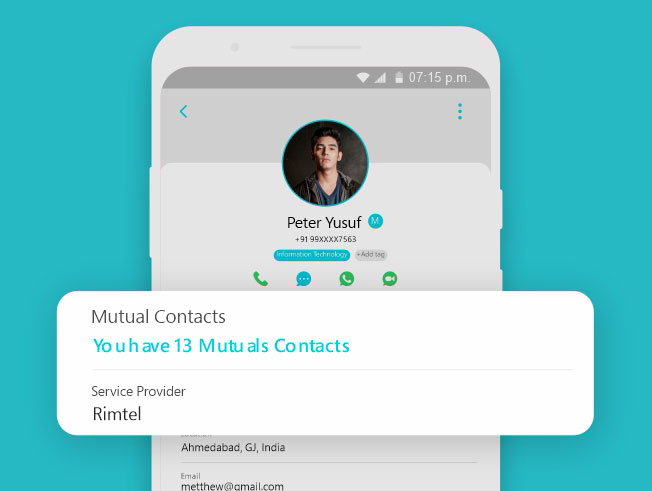 07:15 p.m.
Peter Yusuf M
+91 99XXXX7563
Information Technology +Add tag
Mutual Contacts
You have 13 Mutuals Contacts
Service Provider
Rimtel
Ahmedabad, GJ, India
Email
metthew@gmail.com